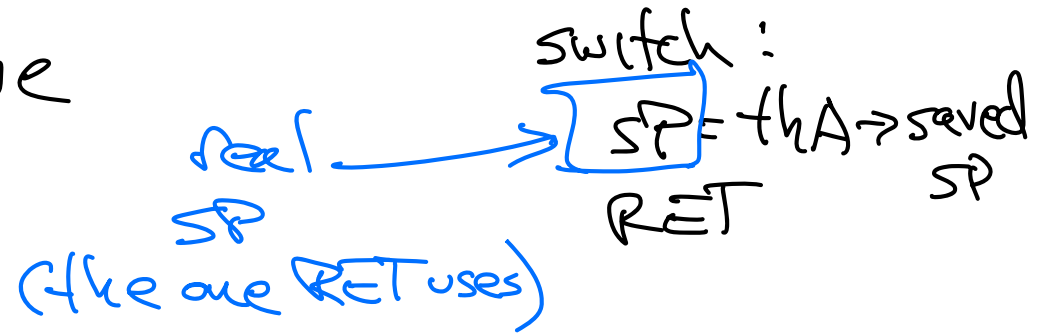 switch:
SP = thA->saved SP
RET
real SP
(the one RET uses)